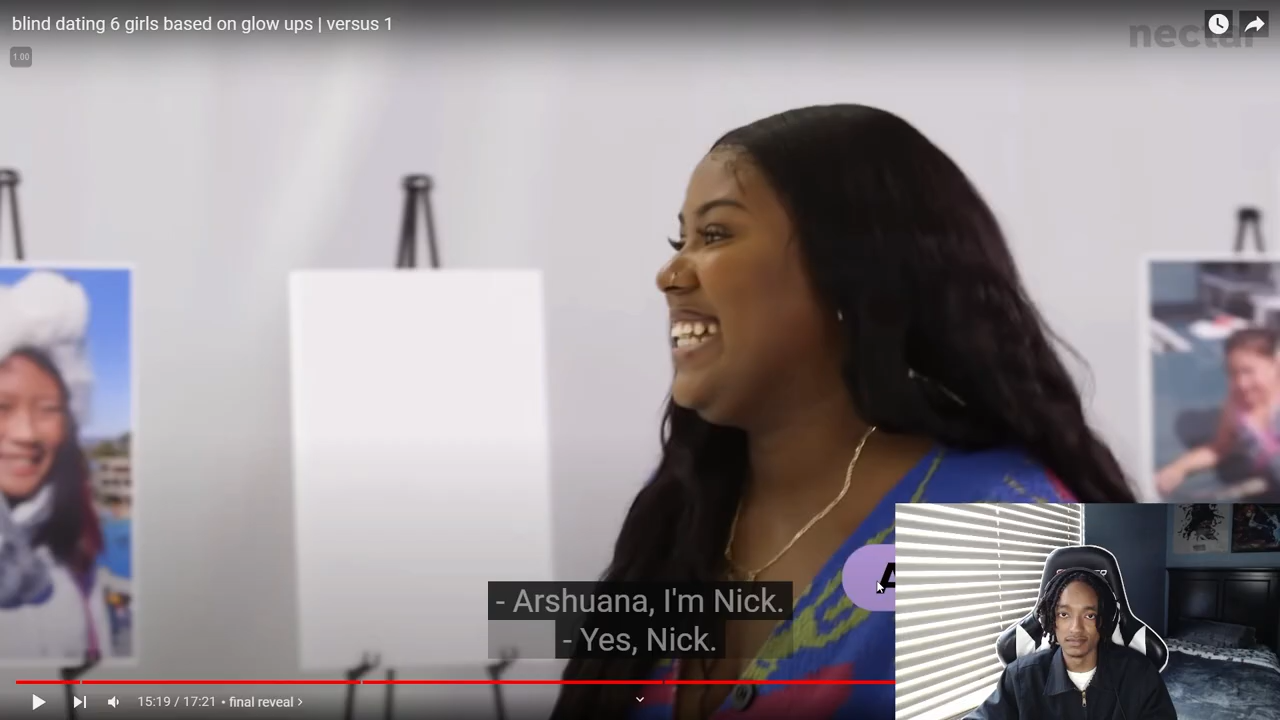 blind dating 6 girls based on glow ups | versus 1
nectar
1.00
A
- Arshuana, I'm Nick.
- Yes, Nick.
15:19 / 17:21 • final reveal >